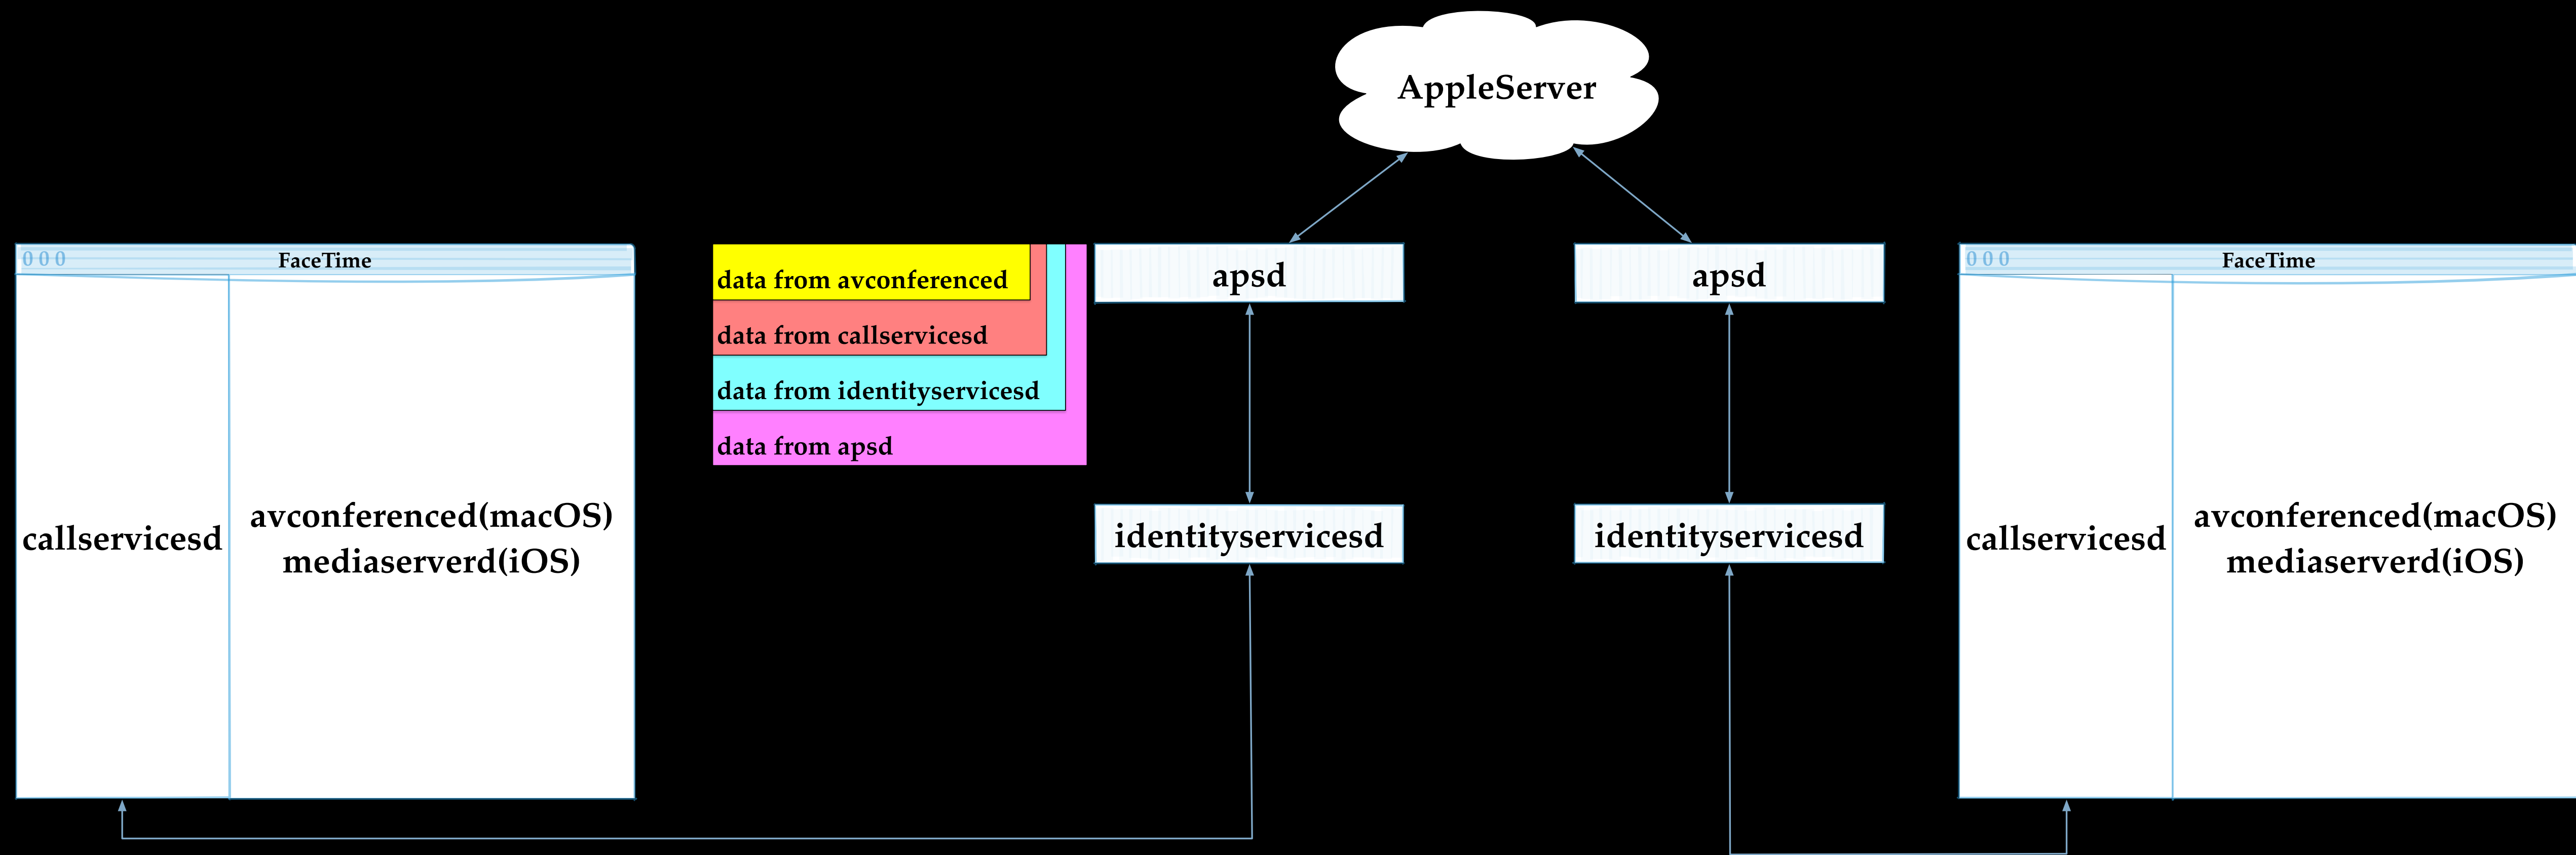 AppleServer
000
FaceTime
callservicesd
avconferenced(macOS)
mediaserverd(iOS)
data from avconferenced
data from callservicesd
data from identityservicesd
data from apsd
apsd
identityservicesd
apsd
identityservicesd
000
FaceTime
callservicesd
avconferenced(macOS)
mediaserverd(iOS)